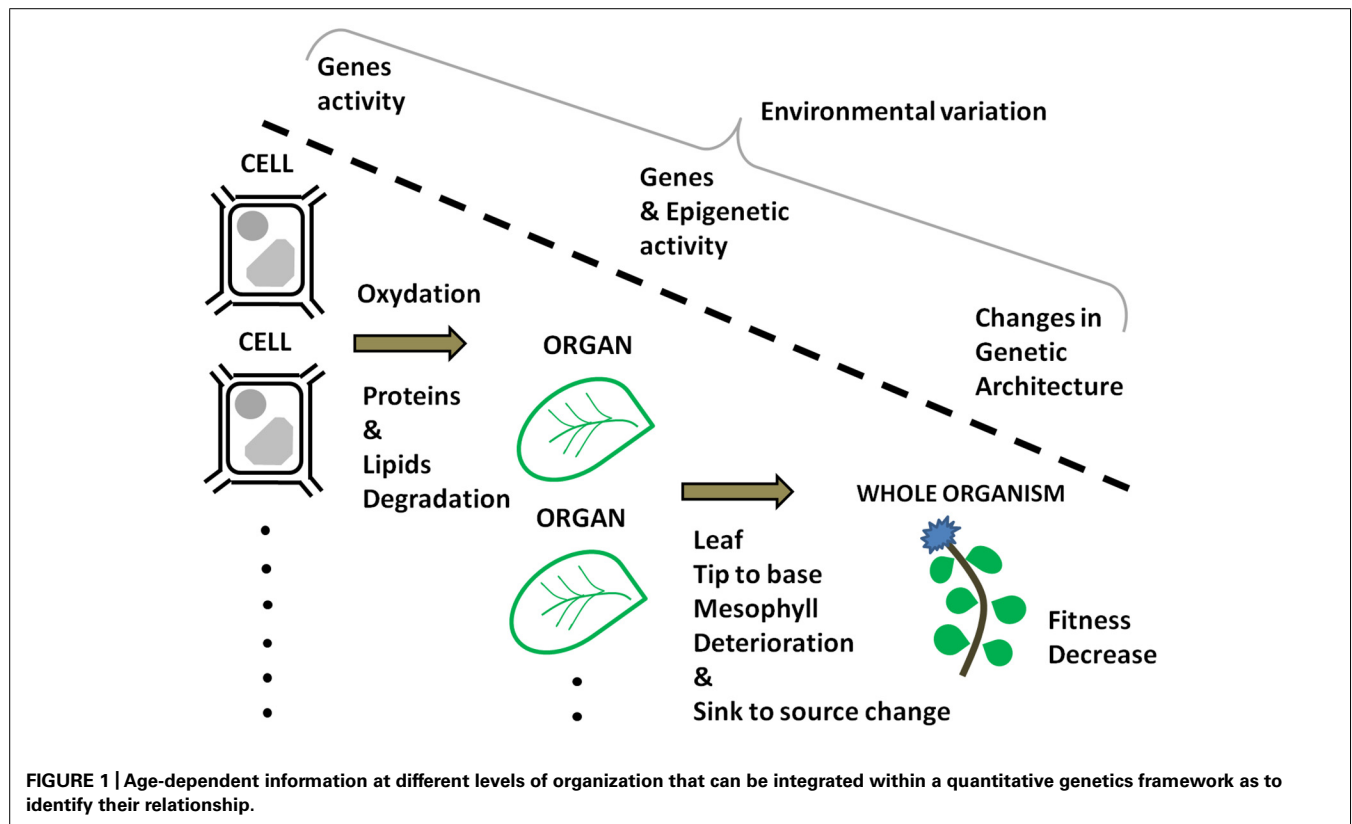 Genes
activity
Environmental variation
CELL
Genes
& Epigenetic
activity
Oxydation
CELL
ORGAN
Changes in
Genetic
Architecture
Proteins
&
Lipids
Degradation
WHOLE ORGANISM
ORGAN
Leaf
Tip to base
Mesophyll
Deterioration
&
Sink to source change
Fitness
Decrease
FIGURE 1 | Age-dependent information at different levels of organization that can be integrated within a quantitative genetics framework as to
identify their relationship.